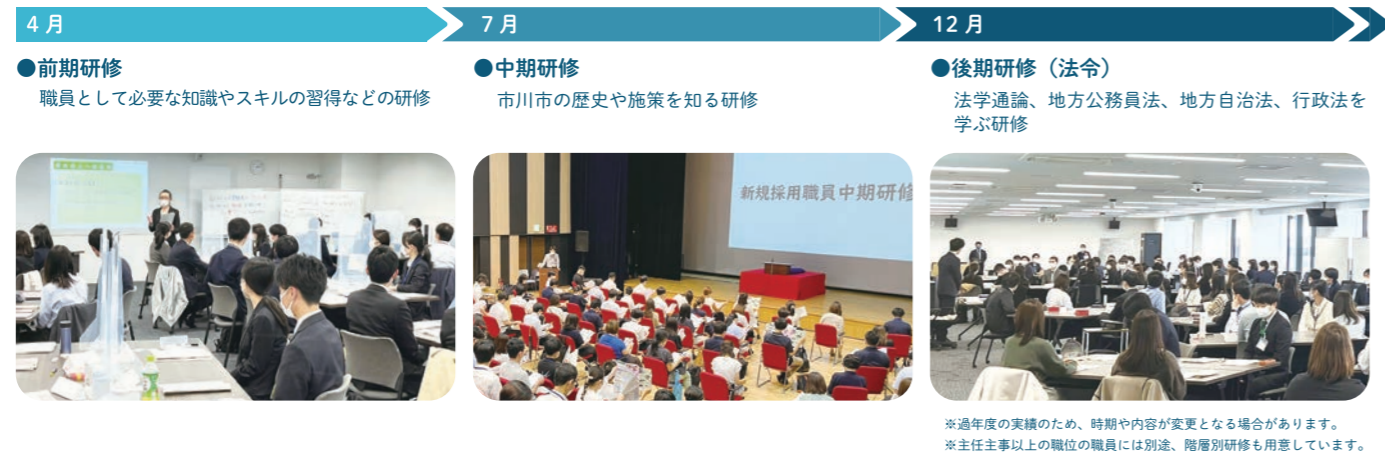 4 月
7 月
12 月
●前期研修
職員として必要な知識やスキルの習得などの研修
●中期研修
市川市の歴史や施策を知る研修
●後期研修（法令）
法学通論、地方公務員法、地方自治法、行政法を
学ぶ研修
新規採用職員中期研修
※過年度の実績のため、時期や内容が変更となる場合があります。
※主任主事以上の職位の職員には別途、階層別研修も用意しています。